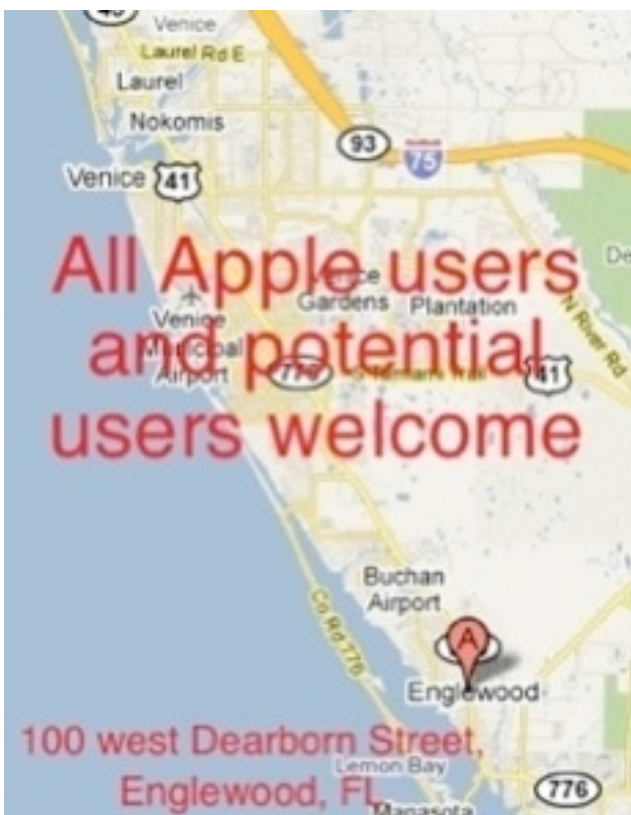 45
Venice
Laurel Rd E
Laurel
Nokomis
93
75
Venice 41
All Apple users
Gardens Plantation
N River Rd
Venice
and potential
Airport
41
users welcome
Buchan
Airport
Co Rd 776
A
Englewood
100 west Dearborn Street,
Lemon Bay
Englewood, FL
776
Manasota